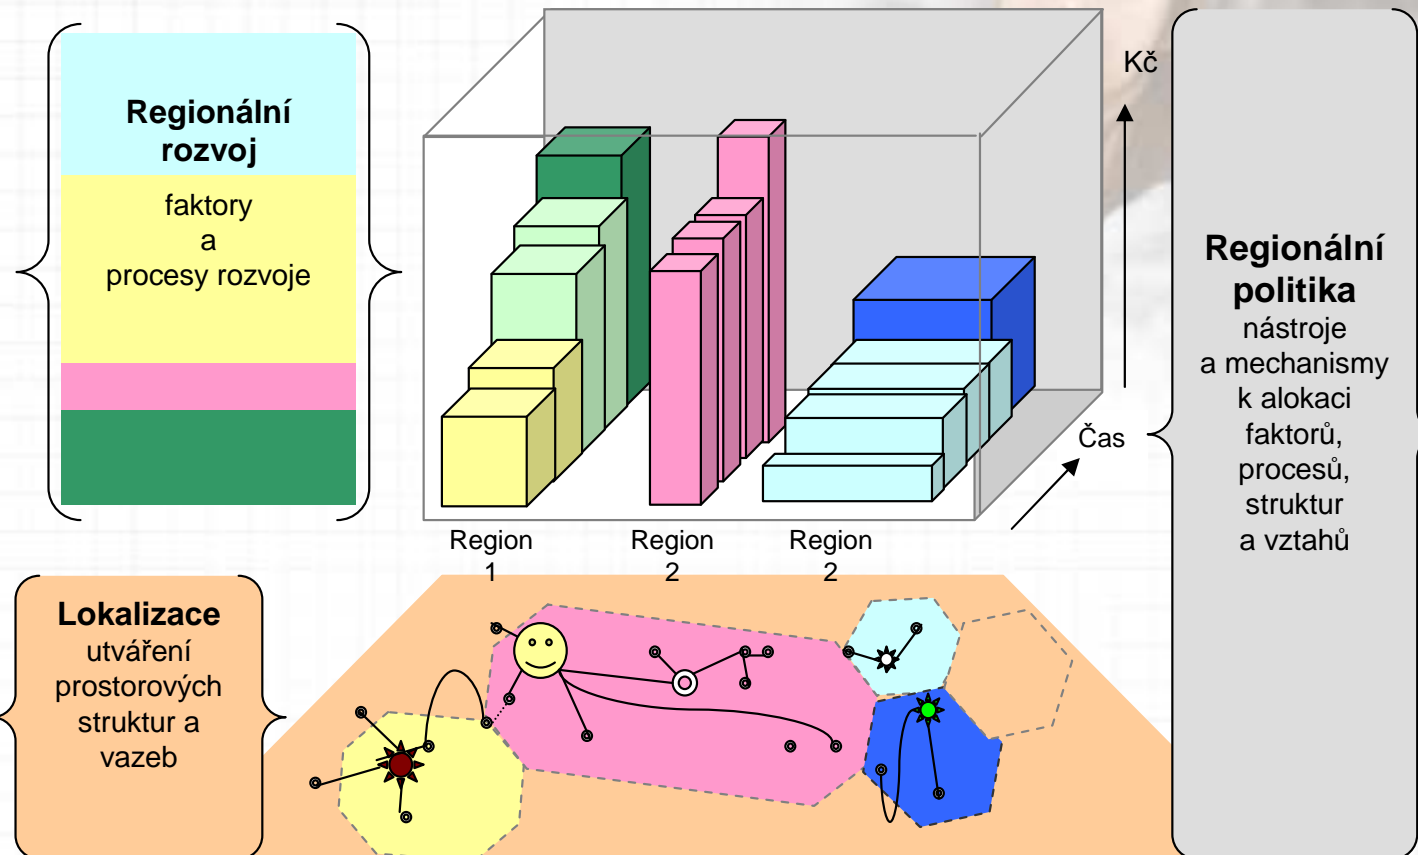 Regionální
rozvoj
faktory
a
procesy rozvoje
Kč
Čas
Region
1
Region
2
Region
2
Regionální
politika
nástroje
a mechanismy
k alokaci
faktorů,
procesů,
struktur
a vztahů
Lokalizace
utváření
prostorových
struktur a
vazeb